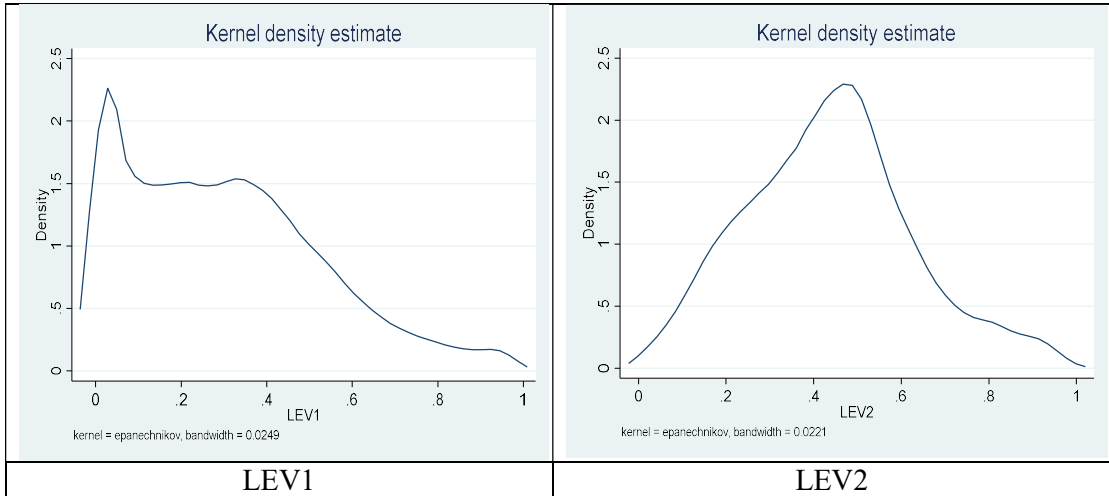 Kernel density estimate
2.5
2
1.5
1
.5
0
Density
0 .2 .4 .6 .8 1
LEV1
kernel = epanechnikov, bandwidth = 0.0249
LEV1
Kernel density estimate
2.5
2
1.5
1
.5
0
Density
0 .2 .4 .6 .8 1
LEV2
kernel = epanechnikov, bandwidth = 0.0221
LEV2